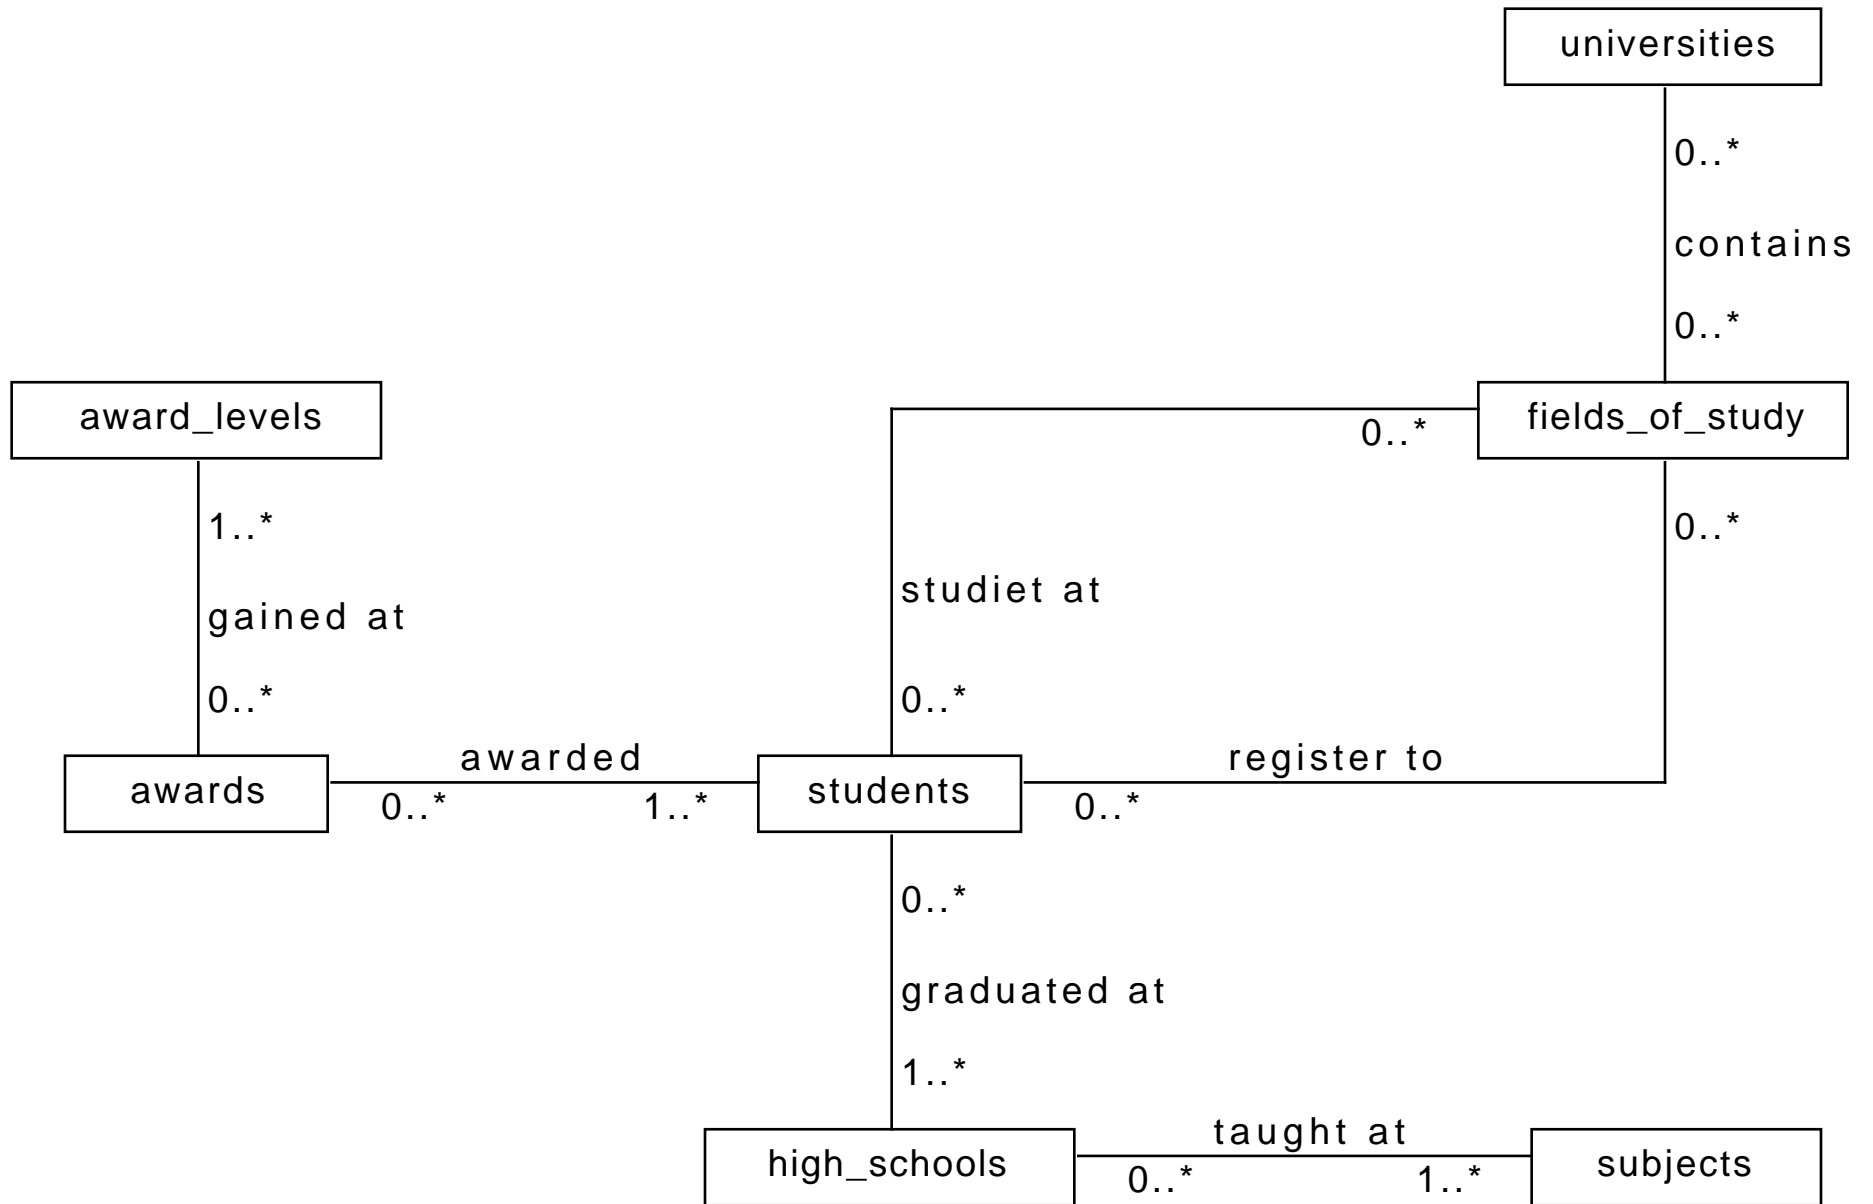 universities
0..*
contains
0..*
award_levels
fields_of_study
0..*
1..*
0..*
studiet at
gained at
0..*
0..*
awarded
register to
awards
students
0..*
1..*
0..*
0..*
graduated at
1..*
taught at
high_schools
subjects
0..*
1..*